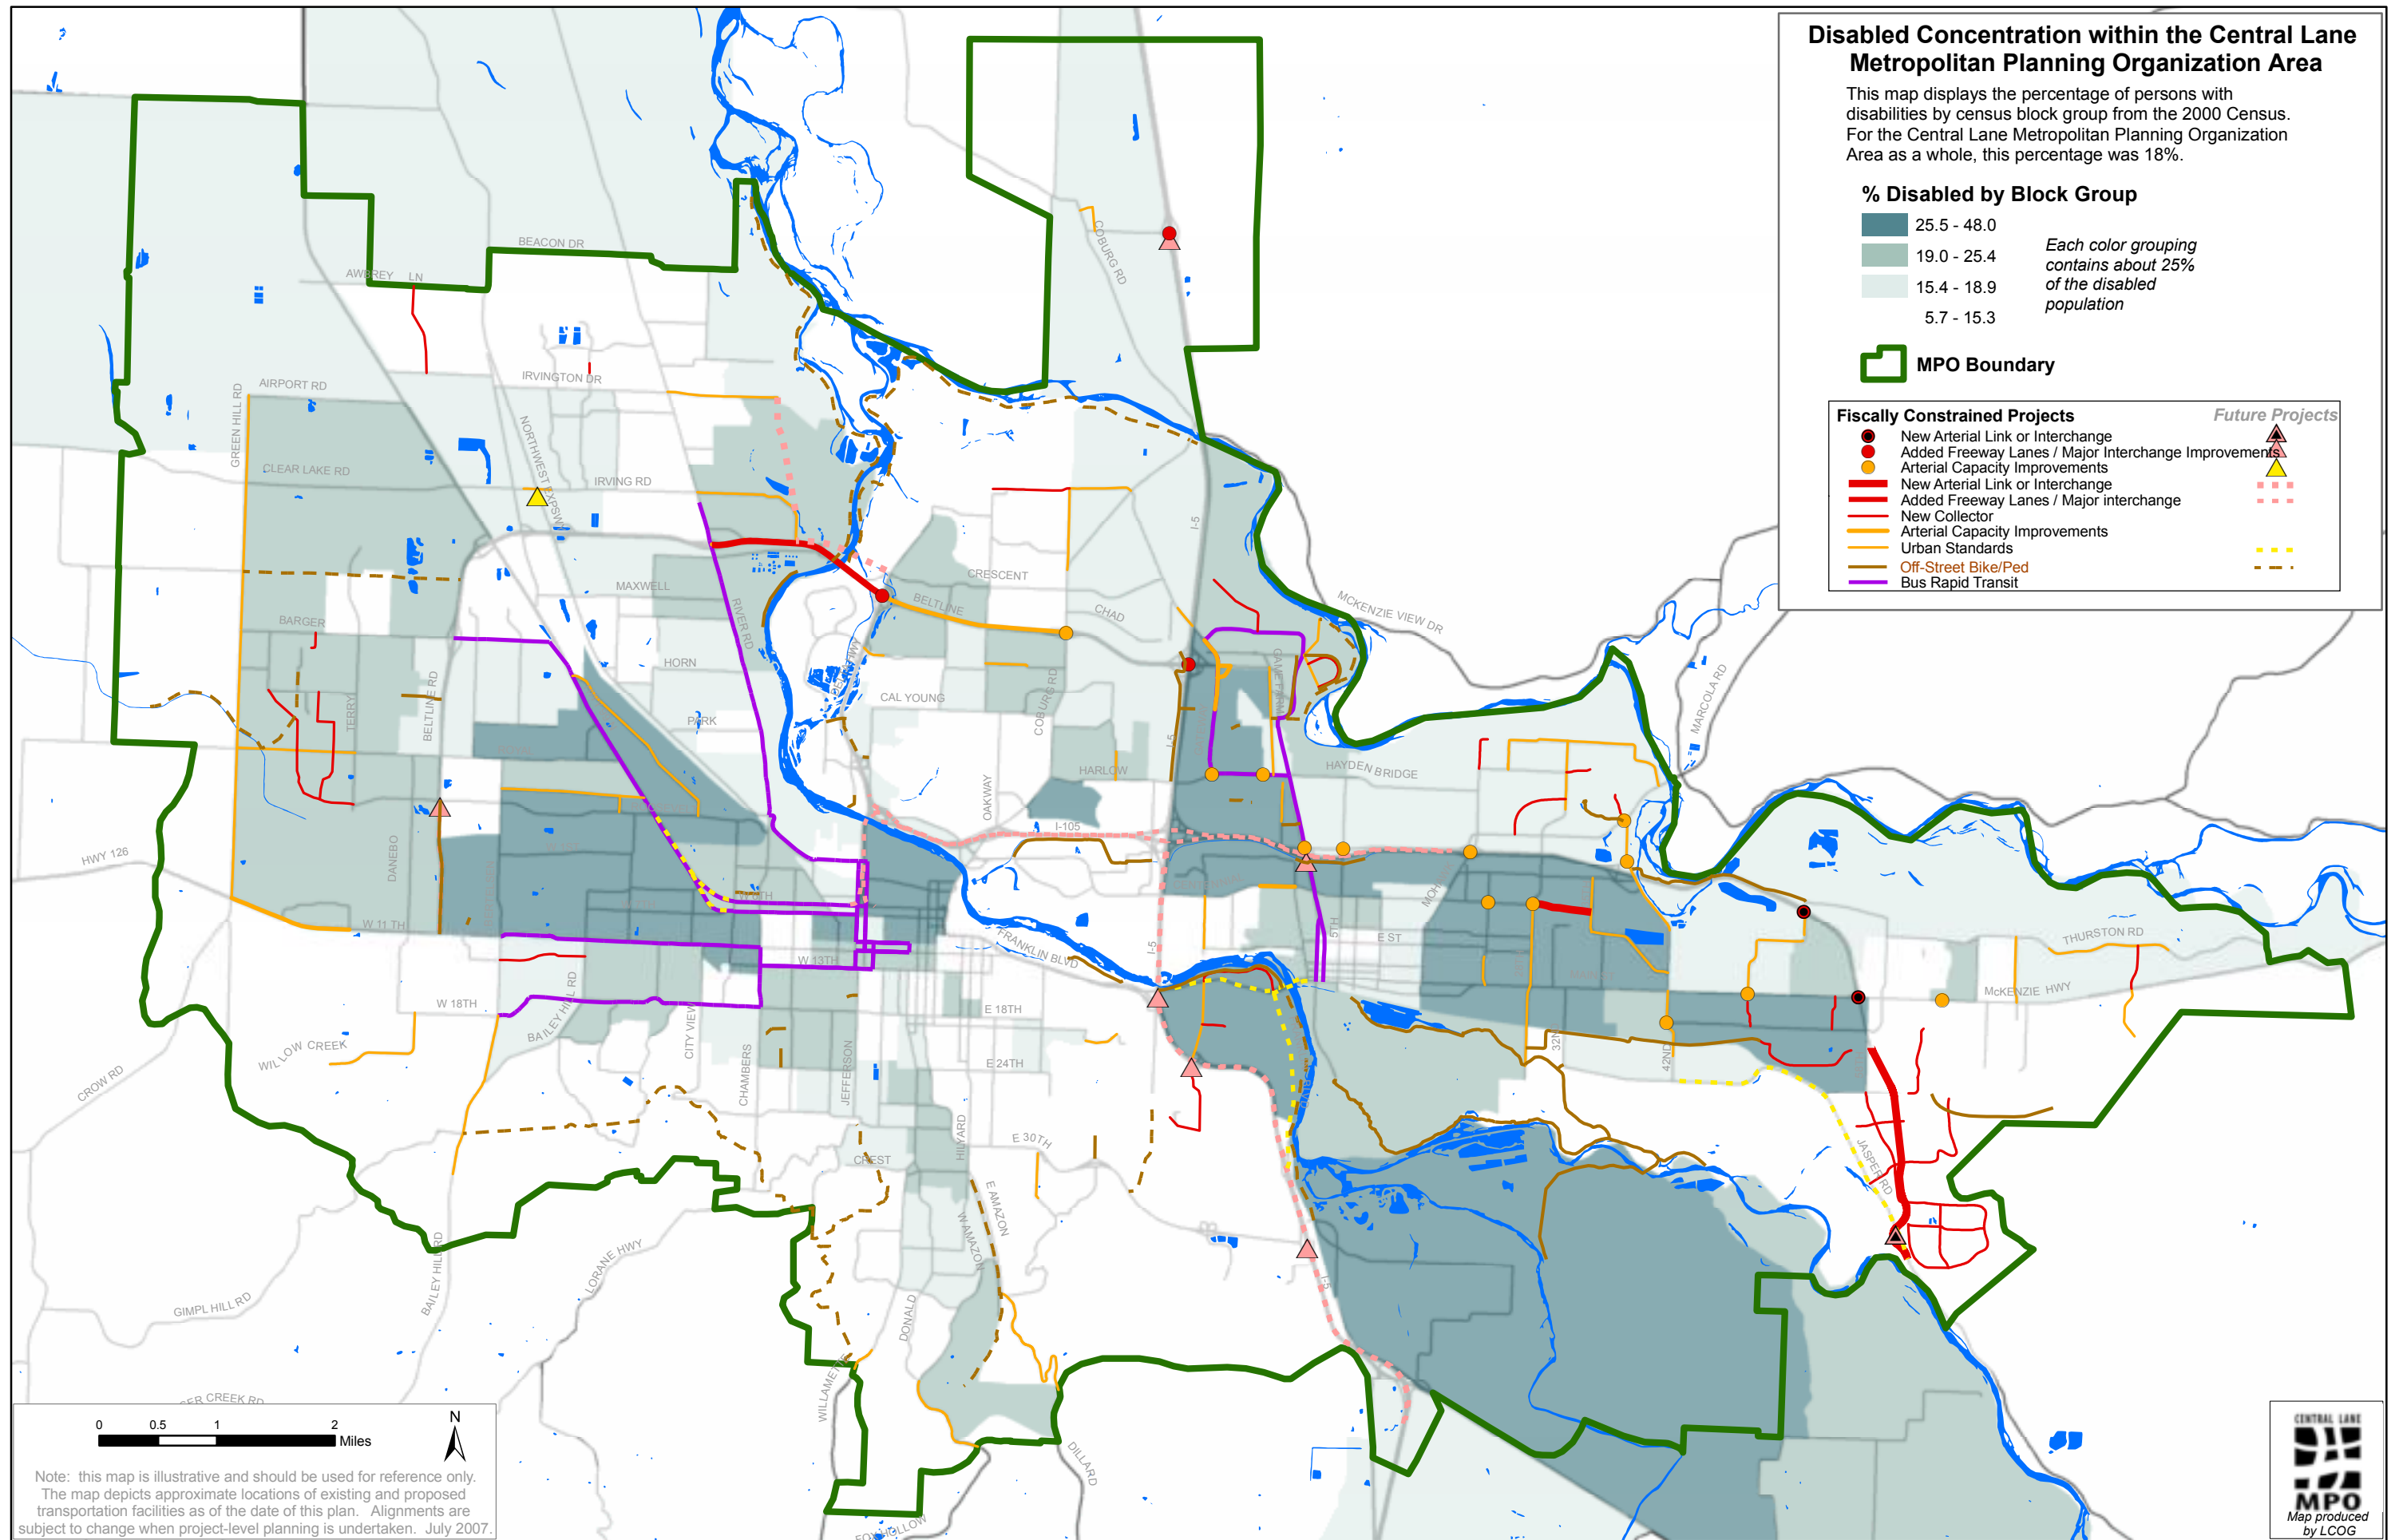 Disabled Concentration within the Central Lane
Metropolitan Planning Organization Area
This map displays the percentage of persons with
disabilities by census block group from the 2000 Census.
For the Central Lane Metropolitan Planning Organization
Area as a whole, this percentage was 18%.
% Disabled by Block Group
25.5 - 48.0
19.0 - 25.4
15.4 - 18.9
5.7 - 15.3
Each color grouping
contains about 25%
of the disabled
population
MPO Boundary
Fiscally Constrained Projects
Future Projects
New Arterial Link or Interchange
Added Freeway Lanes / Major Interchange Improvements
Arterial Capacity Improvements
New Arterial Link or Interchange
Added Freeway Lanes / Major interchange
New Collector
Arterial Capacity Improvements
Urban Standards
Off-Street Bike/Ped
Bus Rapid Transit
BEACON DR
AWBREY LN
COBURG RD
IRVINGTON DR
AIRPORT RD
GREEN HILL RD
NORTHWEST EXPSWY
CLEAR LAKE RD
IRVING RD
I-5
MAXWELL
CRESCENT
BELTLINE
CHAD
MCKENZIE VIEW DR
RIVER RD
BARGER
HORN
CAL YOUNG
COBURG RD
GAME FARM
MARCOLA RD
TERRY
BELTLINE RD
PARK
I-5
HARLOW
HAYDEN BRIDGE
OAKWAY
I-105
HWY 126
DANEBO
W 11 TH
FRANKLIN BLVD
I-5
5TH
E ST
W 13TH
THURSTON RD
McKENZIE HWY
W 18TH
BAILEY HILL RD
CITY VIEW
E 18TH
WILLOW CREEK
CROW RD
CHAMBERS
JEFFERSON
E 24TH
42ND
HILYARD
E 30TH
CREST
JASPER RD
E AMAZON
W AMAZON
BAILEY HILL RD
LORANE HWY
GIMPL HILL RD
DONALD
I-5
WILLAMETTE
DILLARD
FOX HOLLOW
0 0.5 1 2
Miles
N
Note: this map is illustrative and should be used for reference only.
The map depicts approximate locations of existing and proposed
transportation facilities as of the date of this plan. Alignments are
subject to change when project-level planning is undertaken. July 2007.
CENTRAL LANE
MPO
Map produced
by LCOG